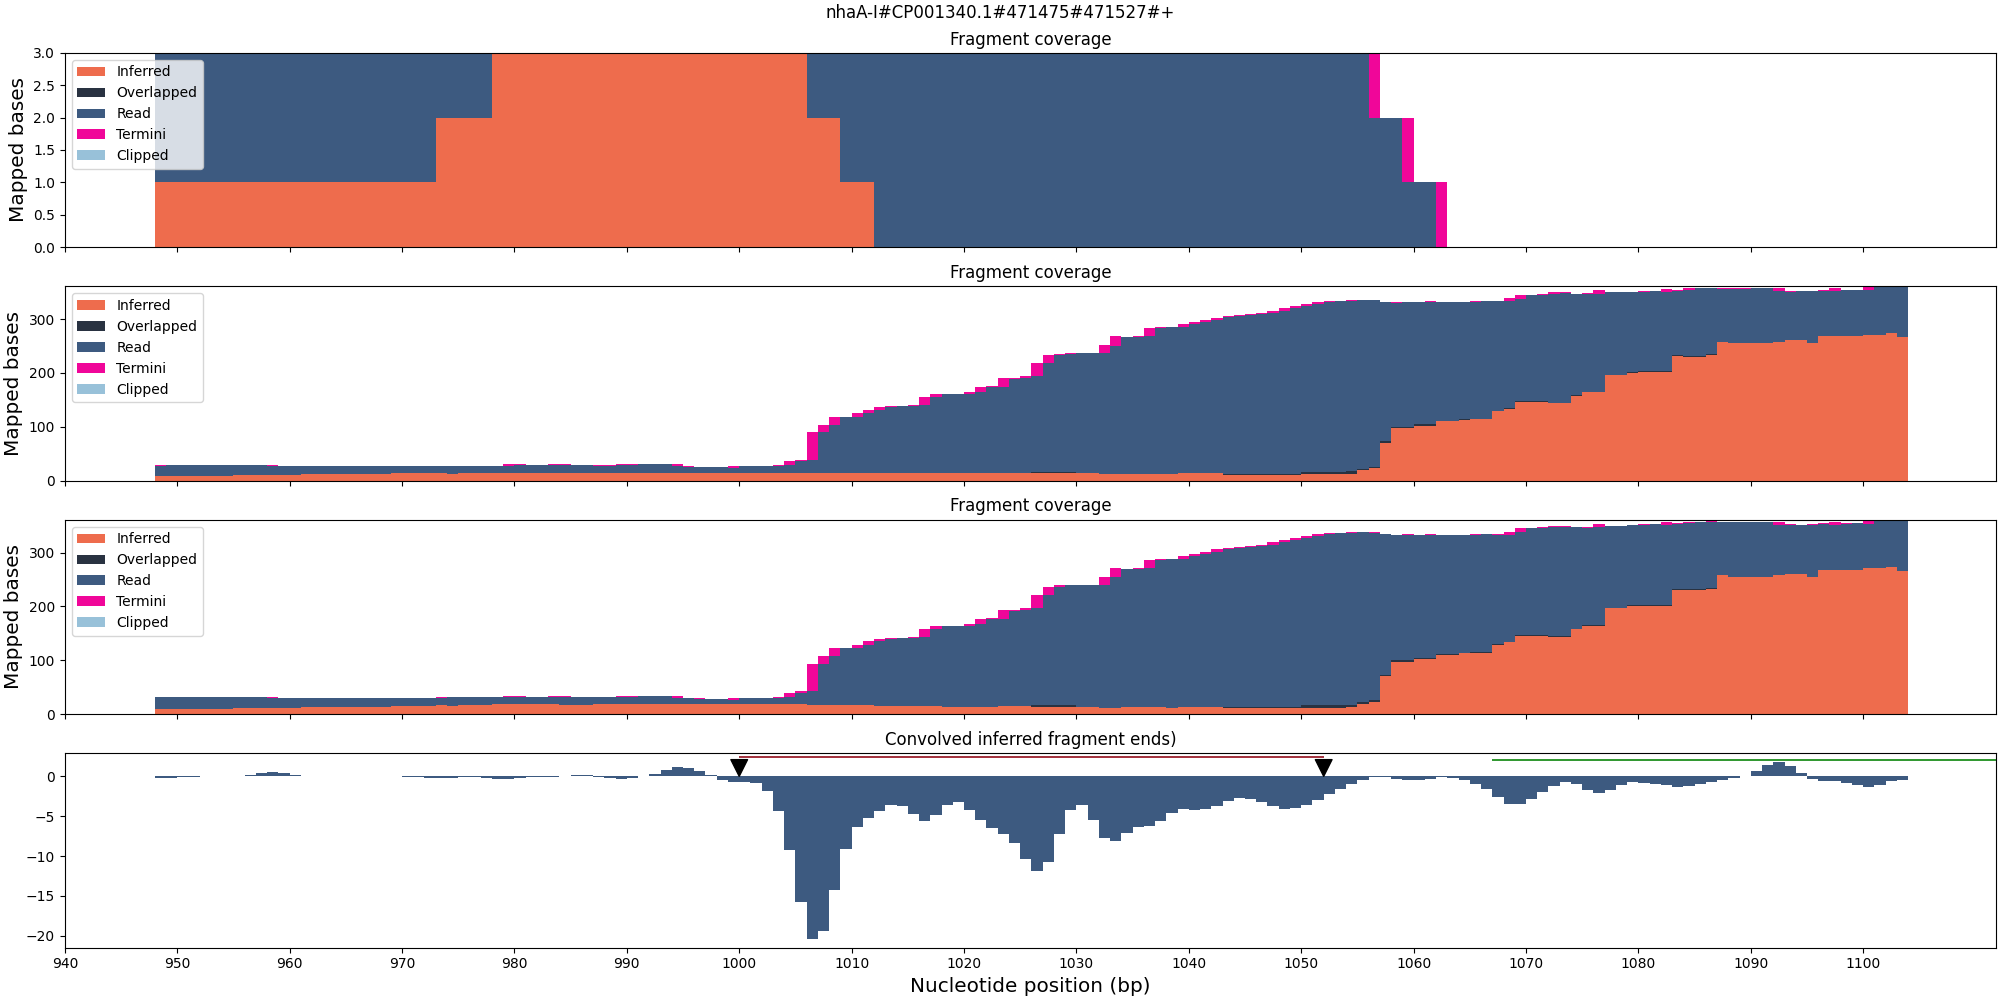 nhaA-I#CP001340.1#471475#471527#+
Fragment coverage
Mapped bases
3.0
2.5
2.0
1.5
1.0
0.5
0.0
Inferred
Overlapped
Read
Termini
Clipped
Fragment coverage
Mapped bases
300
200
100
0
Inferred
Overlapped
Read
Termini
Clipped
Fragment coverage
Mapped bases
300
200
100
0
Inferred
Overlapped
Read
Termini
Clipped
Convolved inferred fragment ends)
0
−5
−10
−15
−20
940 950 960 970 980 990 1000 1010 1020 1030 1040 1050 1060 1070 1080 1090 1100
Nucleotide position (bp)